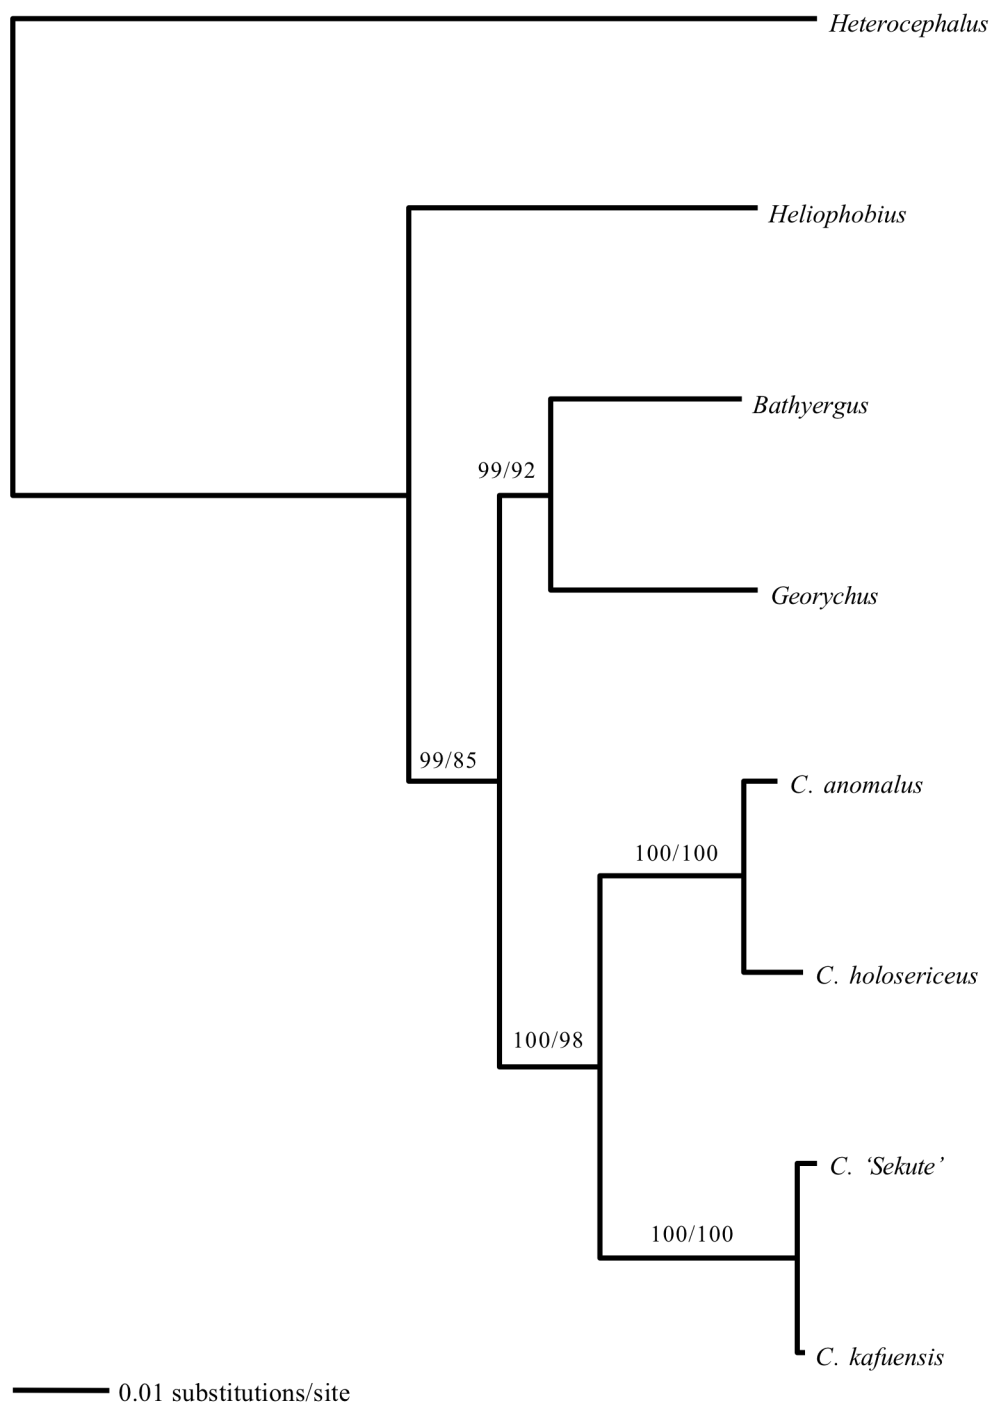 Heterocephalus
Heliophobius
Bathyergus
99/92
Georychus
99/85
C. anomalus
100/100
C. holosericeus
100/98
C. ‘Sekute’
100/100
C. kafuensis
0.01 substitutions/site